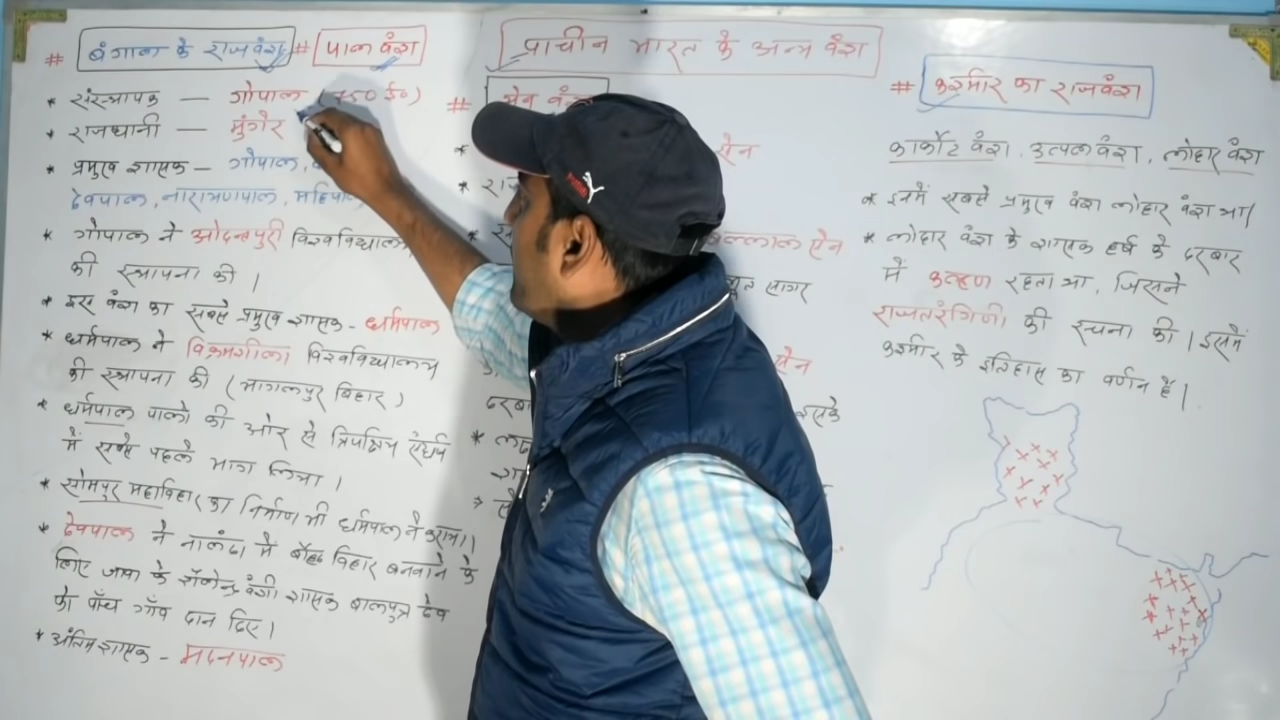 # बंगाल के राजवंश # पाल वंश
* संस्थापक — गोपाल (750 ई०)
* राजधानी — मुंगेर
* प्रमुख शासक — गोपाल,
देवपाल, नारायणपाल, महिपाल
* गोपाल ने ओदन्तपुरी विश्वविद्यालय
की स्थापना की।
* इस वंश का सबसे प्रमुख शासक - धर्मपाल
* धर्मपाल ने विक्रमशीला विश्वविद्यालय
की स्थापना की (भागलपुर बिहार)
* धर्मपाल पालो की ओर से त्रिपक्षिय संघर्ष
में सबसे पहले भाग लिया।
* सोमपुर महाविहार का निर्माण भी धर्मपाल ने कराया।
* देवपाल ने नालंदा में बौद्ध विहार बनवाने के
लिए जावा के शैलेन्द्र वंशी शासक बालपुत्र देव
को पाँच गाँव दान दिए।
* अंतिम शासक - मदनपाल
प्राचीन भारत के अन्य वंश
# सेन वंश
सेन
बल्लाल सेन
सागर
सेन
इसके
# कश्मीर का राजवंश
कार्कोट वंश, उत्पल वंश, लोहार वंश
* इनमें सबसे प्रमुख वंश लोहार वंश था।
* लोहार वंश के शासक हर्ष के दरबार
में कल्हण रहता था, जिसने
राजतरंगिणी की रचना की। इसमें
कश्मीर के इतिहास का वर्णन है।